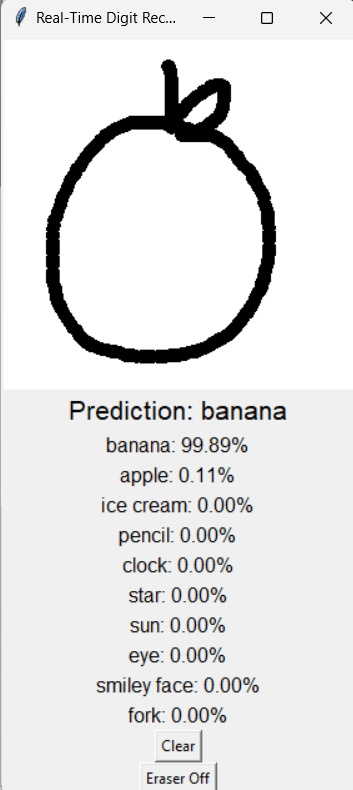 Real-Time Digit Rec...
Prediction: banana
banana: 99.89%
apple: 0.11%
ice cream: 0.00%
pencil: 0.00%
clock: 0.00%
star: 0.00%
sun: 0.00%
eye: 0.00%
smiley face: 0.00%
fork: 0.00%
Clear
Eraser Off